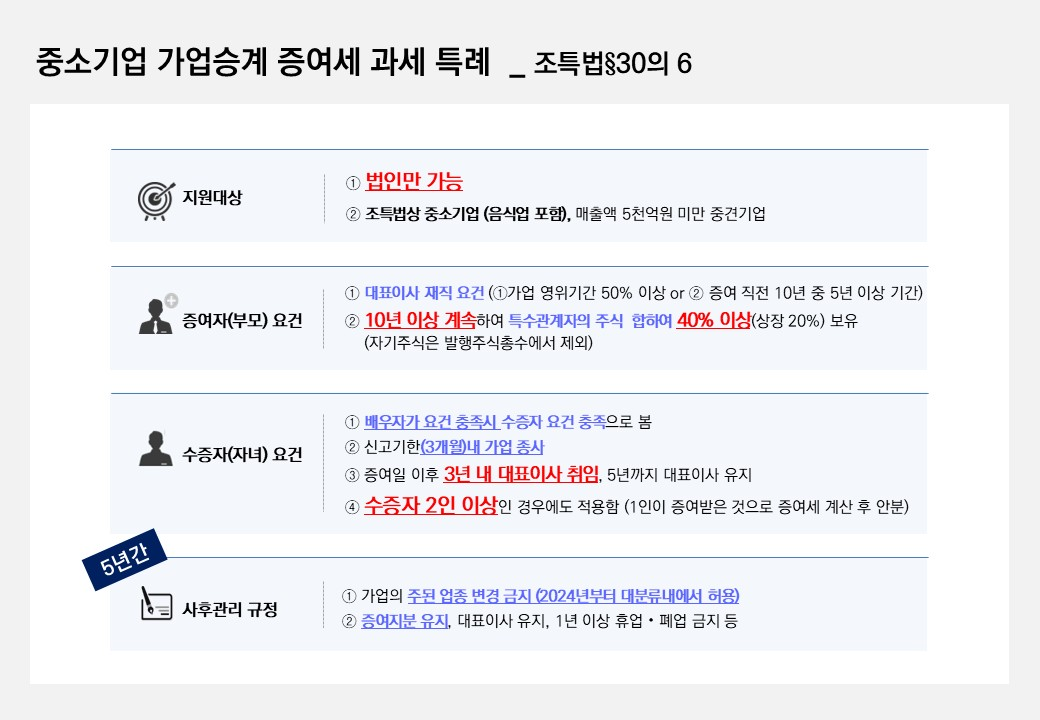 중소기업 가업승계 증여세 과세 특례 _ 조특법§30의 6
지원대상
① 법인만 가능
② 조특법상 중소기업 (음식업 포함), 매출액 5천억원 미만 중견기업
증여자(부모) 요건
① 대표이사 재직 요건 (①가업 영위기간 50% 이상 or ② 증여 직전 10년 중 5년 이상 기간)
② 10년 이상 계속하여 특수관계자의 주식 합하여 40% 이상(상장 20%) 보유
(자기주식은 발행주식총수에서 제외)
수증자(자녀) 요건
① 배우자가 요건 충족시 수증자 요건 충족으로 봄
② 신고기한(3개월)내 가업 종사
③ 증여일 이후 3년 내 대표이사 취임, 5년까지 대표이사 유지
④ 수증자 2인 이상인 경우에도 적용함 (1인이 증여받은 것으로 증여세 계산 후 안분)
5년간
사후관리 규정
① 가업의 주된 업종 변경 금지 (2024년부터 대분류내에서 허용)
② 증여지분 유지, 대표이사 유지, 1년 이상 휴업・폐업 금지 등